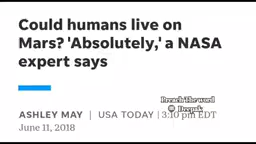 Could humans live on
Mars? 'Absolutely,' a NASA
expert says
Preach The word
@ Deepak
ASHLEY MAY | USA TODAY | 3:10 pm EDT
June 11, 2018